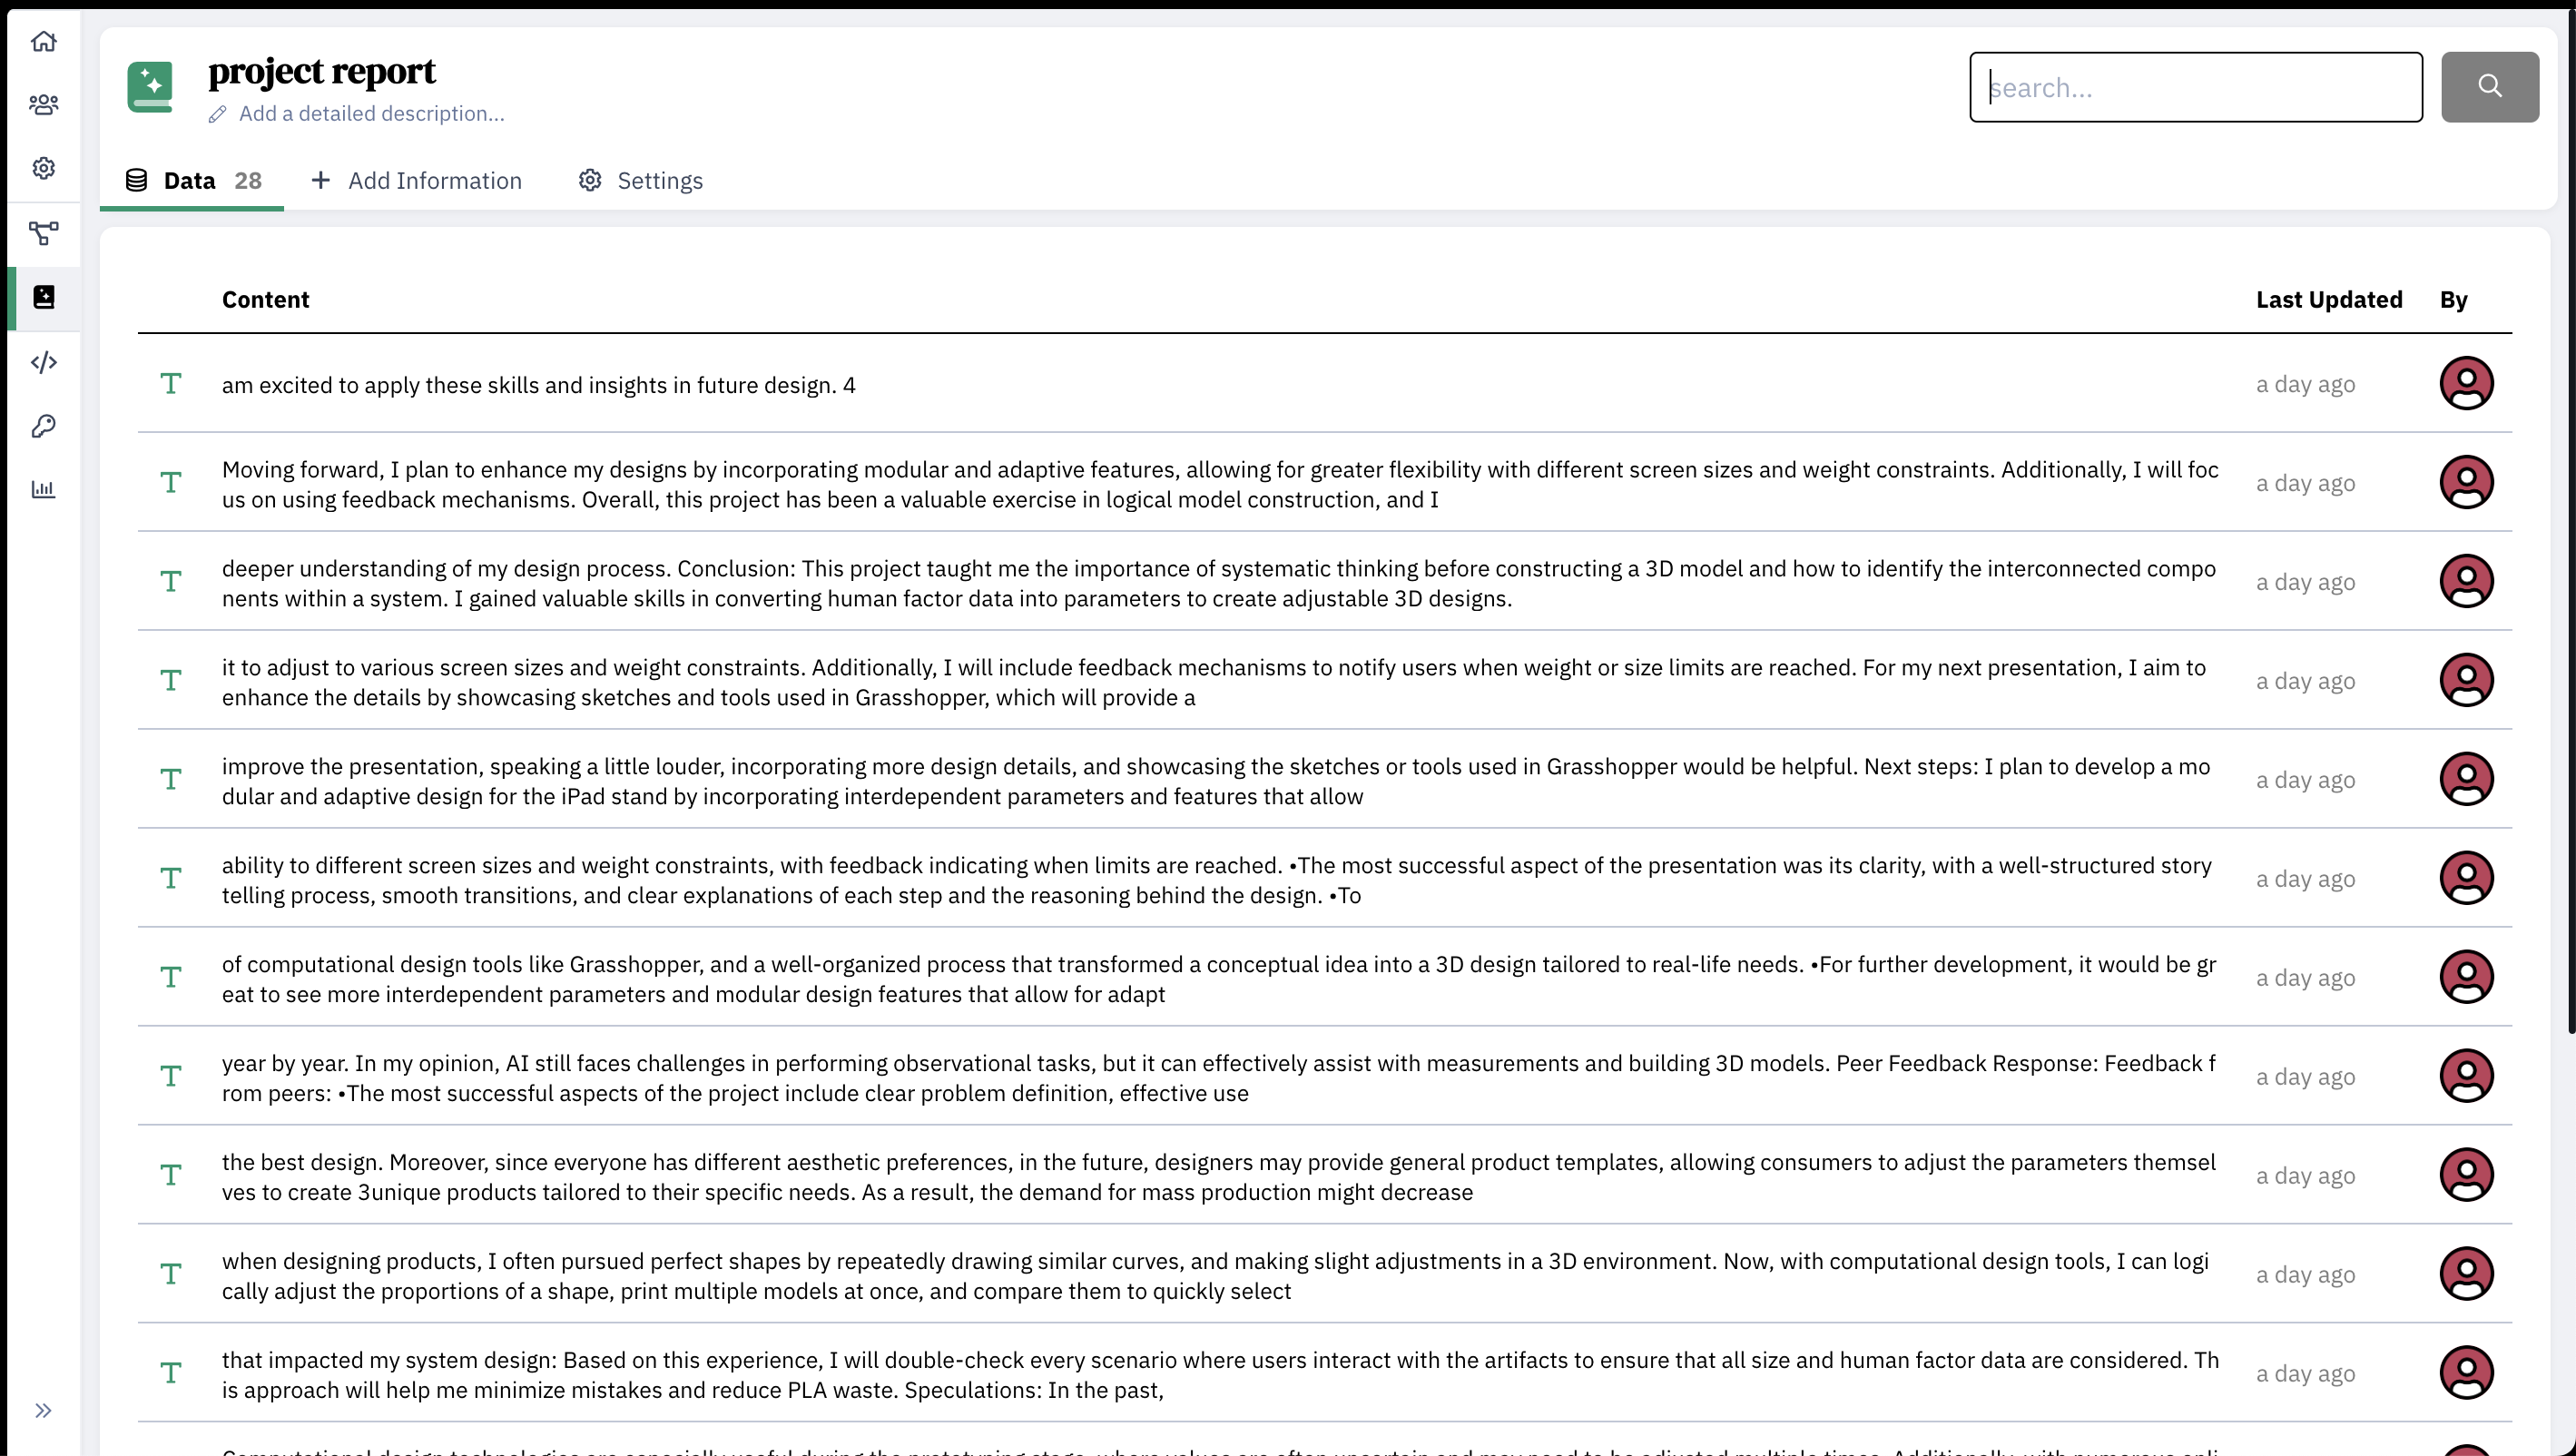 project report
Add a detailed description...
search...
Data 28
Add Information
Settings
Content
Last Updated
By
am excited to apply these skills and insights in future design. 4
a day ago
Moving forward, I plan to enhance my designs by incorporating modular and adaptive features, allowing for greater flexibility with different screen sizes and weight constraints. Additionally, I will foc
us on using feedback mechanisms. Overall, this project has been a valuable exercise in logical model construction, and I
a day ago
deeper understanding of my design process. Conclusion: This project taught me the importance of systematic thinking before constructing a 3D model and how to identify the interconnected compo
nents within a system. I gained valuable skills in converting human factor data into parameters to create adjustable 3D designs.
a day ago
it to adjust to various screen sizes and weight constraints. Additionally, I will include feedback mechanisms to notify users when weight or size limits are reached. For my next presentation, I aim to
enhance the details by showcasing sketches and tools used in Grasshopper, which will provide a
a day ago
improve the presentation, speaking a little louder, incorporating more design details, and showcasing the sketches or tools used in Grasshopper would be helpful. Next steps: I plan to develop a mo
dular and adaptive design for the iPad stand by incorporating interdependent parameters and features that allow
a day ago
ability to different screen sizes and weight constraints, with feedback indicating when limits are reached. •The most successful aspect of the presentation was its clarity, with a well-structured story
telling process, smooth transitions, and clear explanations of each step and the reasoning behind the design. •To
a day ago
of computational design tools like Grasshopper, and a well-organized process that transformed a conceptual idea into a 3D design tailored to real-life needs. •For further development, it would be gr
eat to see more interdependent parameters and modular design features that allow for adapt
a day ago
year by year. In my opinion, AI still faces challenges in performing observational tasks, but it can effectively assist with measurements and building 3D models. Peer Feedback Response: Feedback f
rom peers: •The most successful aspects of the project include clear problem definition, effective use
a day ago
the best design. Moreover, since everyone has different aesthetic preferences, in the future, designers may provide general product templates, allowing consumers to adjust the parameters themsel
ves to create 3unique products tailored to their specific needs. As a result, the demand for mass production might decrease
a day ago
when designing products, I often pursued perfect shapes by repeatedly drawing similar curves, and making slight adjustments in a 3D environment. Now, with computational design tools, I can logi
cally adjust the proportions of a shape, print multiple models at once, and compare them to quickly select
a day ago
that impacted my system design: Based on this experience, I will double-check every scenario where users interact with the artifacts to ensure that all size and human factor data are considered. Th
is approach will help me minimize mistakes and reduce PLA waste. Speculations: In the past,
a day ago